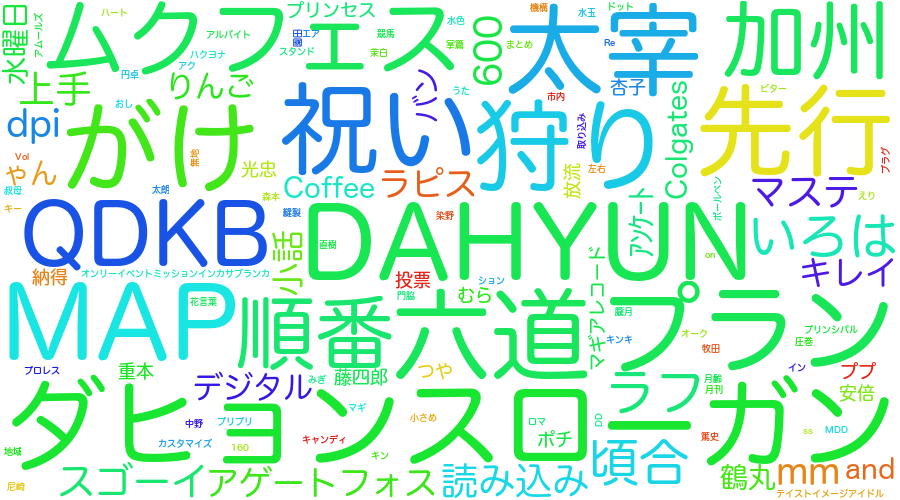 水曜日
アムールズ
ハート
ムクフェス
アルバイト
ハクヨナ
アク
プリンセス
田エア
國
スタンド
競馬
茉白
水色
掌篇
600
まとめ
機構
水玉
ドット
Re
太宰
加州
上手
円卓
りんご
おし
がけ
祝い
ハン
うた
狩り
市内
取り込み
杏子
Colgates
ビター
先行
プラグ
dpi
Vol
ゃん
叔母
キー
太朗
光忠
森本
Coffee
ラピス
放流
左右
アンケート
ボールペン
マステ
えり
QDKB
縫製
小話
直樹
DAHYUN
染野
on
いろは
キレイ
納得
オンリーイベントミッションインカサブランカ
投票
ション
門脇
むら
マギアレコード
MAP
花言葉
順番
六道
朧月
キンキ
プラン
オーク
牧田
プリンシパル
圧巻
プロレス
重本
デジタル
みぎ
藤四郎
つや
ラフ
月齢
月刊
イン
ププ
安倍
ダヒョンスローガン
中野
プリプリ
マギ
小さめ
ロマ
ポチ
DD
カスタマイズ
160
キャンディ
キン
篤史
ss
MDD
地域
尼崎
スゴーイ
アゲートフォス
読み込み
頃合
鶴丸
mm
and
テイストイメージアイドル